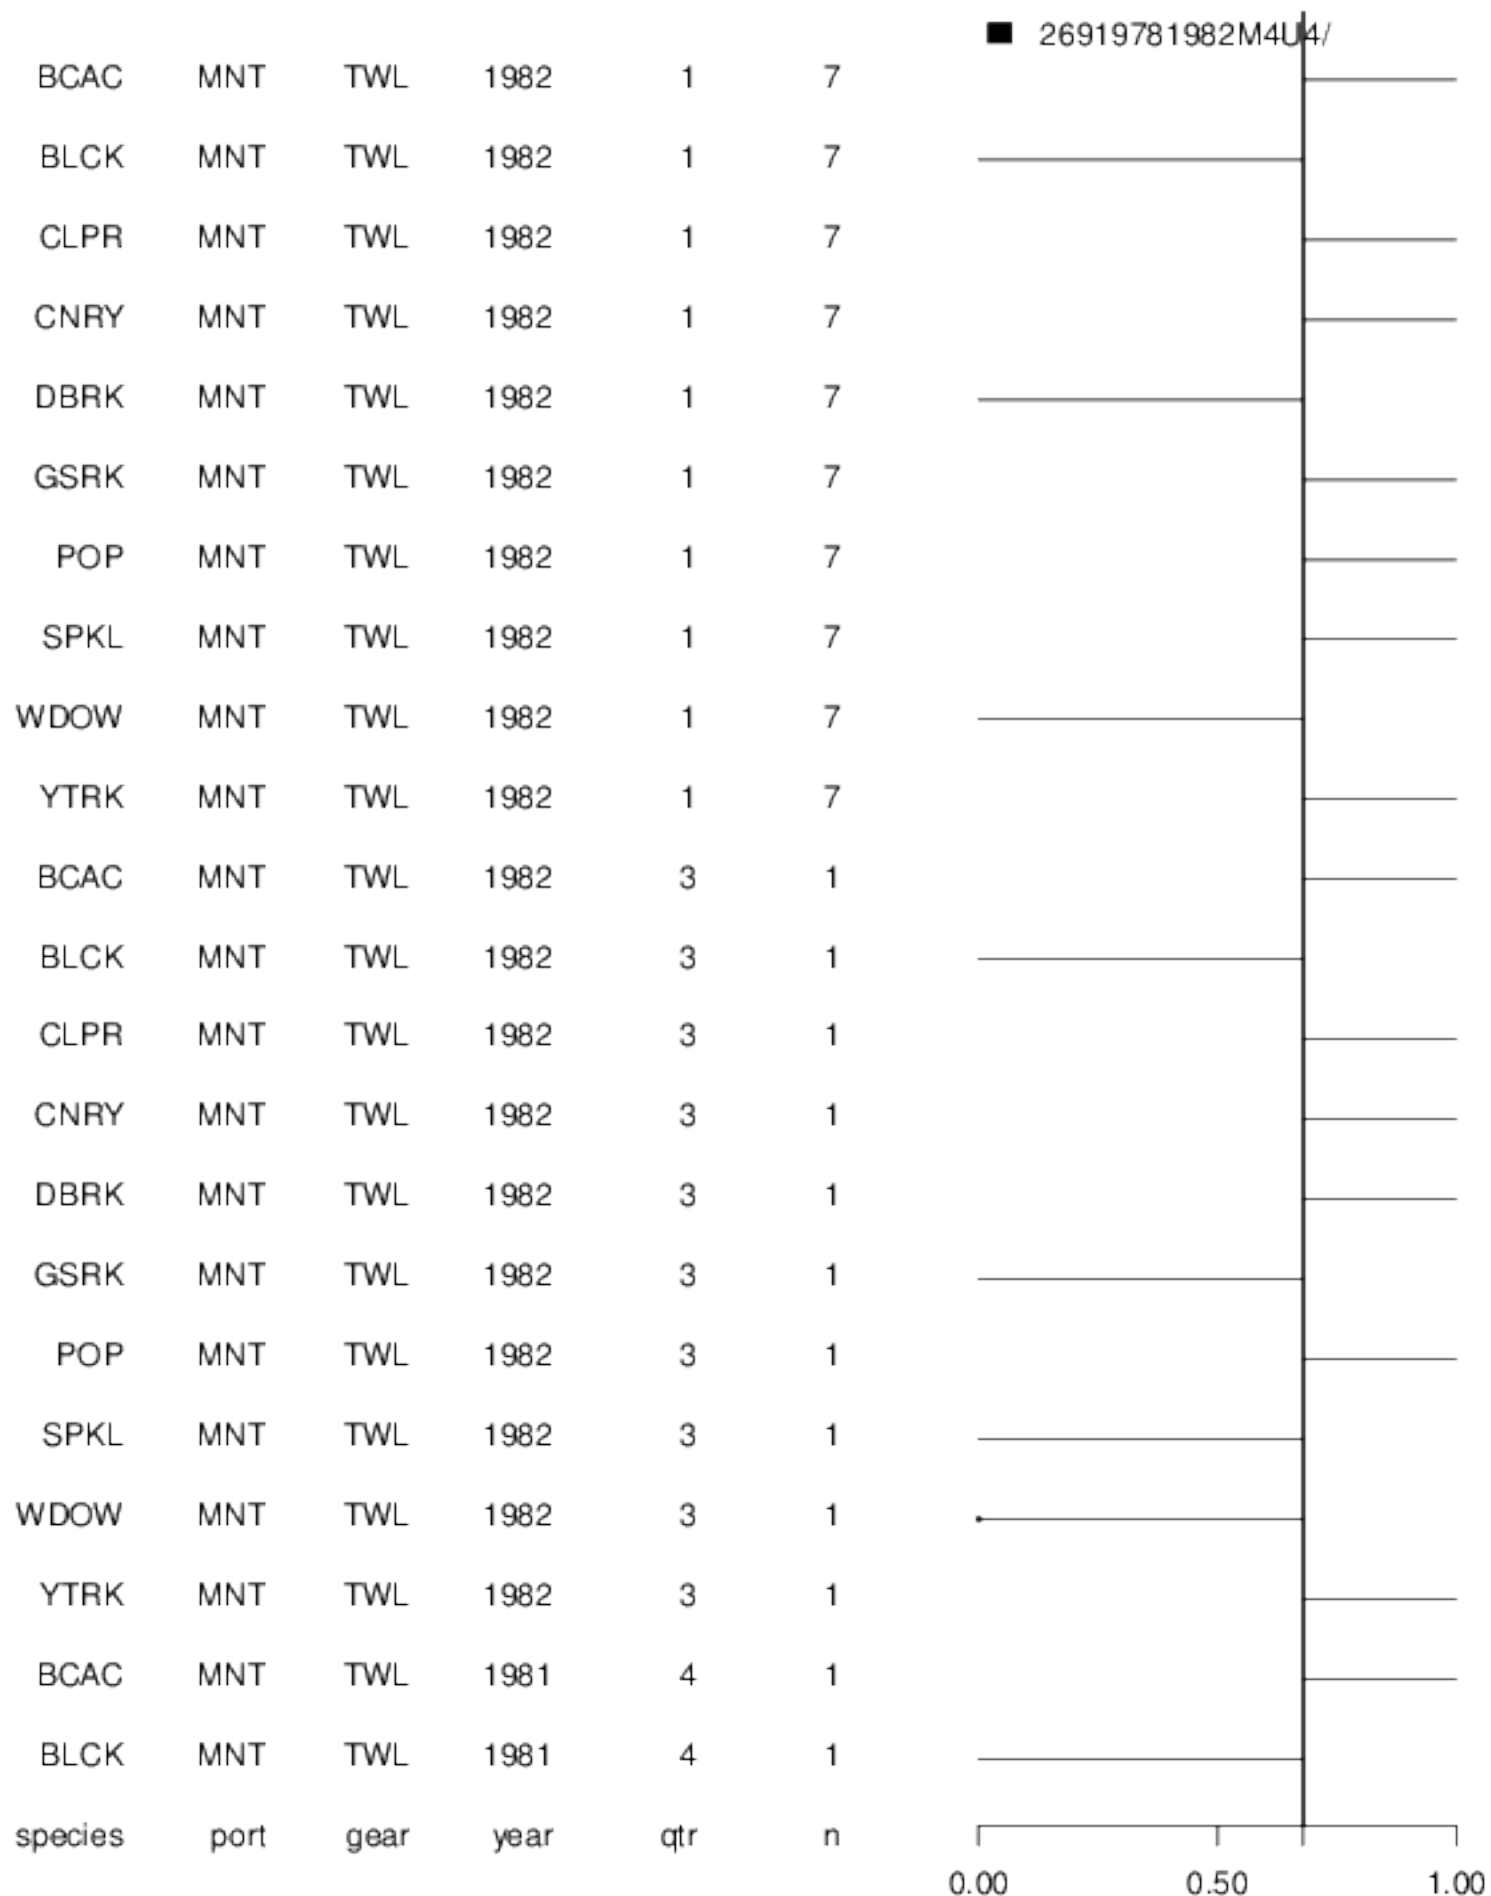 ■ 26919781982M4U4/
BCAC MNT TWL 1982 1 7
BLCK MNT TWL 1982 1 7
CLPR MNT TWL 1982 1 7
CNRY MNT TWL 1982 1 7
DBRK MNT TWL 1982 1 7
GSRK MNT TWL 1982 1 7
POP MNT TWL 1982 1 7
SPKL MNT TWL 1982 1 7
WDOW MNT TWL 1982 1 7
YTRK MNT TWL 1982 1 7
BCAC MNT TWL 1982 3 1
BLCK MNT TWL 1982 3 1
CLPR MNT TWL 1982 3 1
CNRY MNT TWL 1982 3 1
DBRK MNT TWL 1982 3 1
GSRK MNT TWL 1982 3 1
POP MNT TWL 1982 3 1
SPKL MNT TWL 1982 3 1
WDOW MNT TWL 1982 3 1
YTRK MNT TWL 1982 3 1
BCAC MNT TWL 1981 4 1
BLCK MNT TWL 1981 4 1
species port gear year qtr n
0.00 0.50 1.00